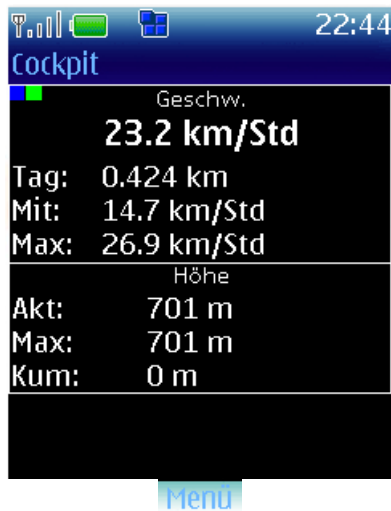 22:44
Cockpit
Geschw.
23.2 km/Std
Tag: 0.424 km
Mit: 14.7 km/Std
Max: 26.9 km/Std
Höhe
Akt: 701 m
Max: 701 m
Kum: 0 m
Menü